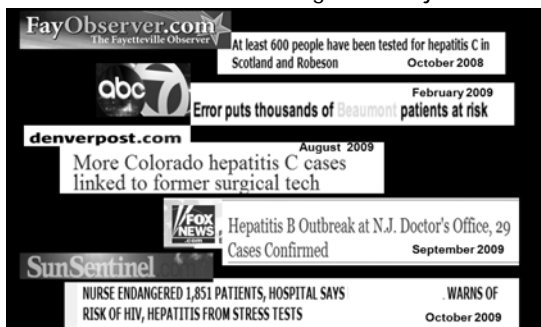 FayObserver.com
The Fayetteville Observer
At least 600 people have been tested for hepatitis C in
Scotland and Robeson October 2008
abc 7
February 2009
Error puts thousands of Beaumont patients at risk
denverpost.com
August 2009
More Colorado hepatitis C cases
linked to former surgical tech
FOX
NEWS
.com
Hepatitis B Outbreak at N.J. Doctor's Office, 29
Cases Confirmed September 2009
SunSentinel.com
NURSE ENDANGERED 1,851 PATIENTS, HOSPITAL SAYS . WARNS OF
RISK OF HIV, HEPATITIS FROM STRESS TESTS October 2009